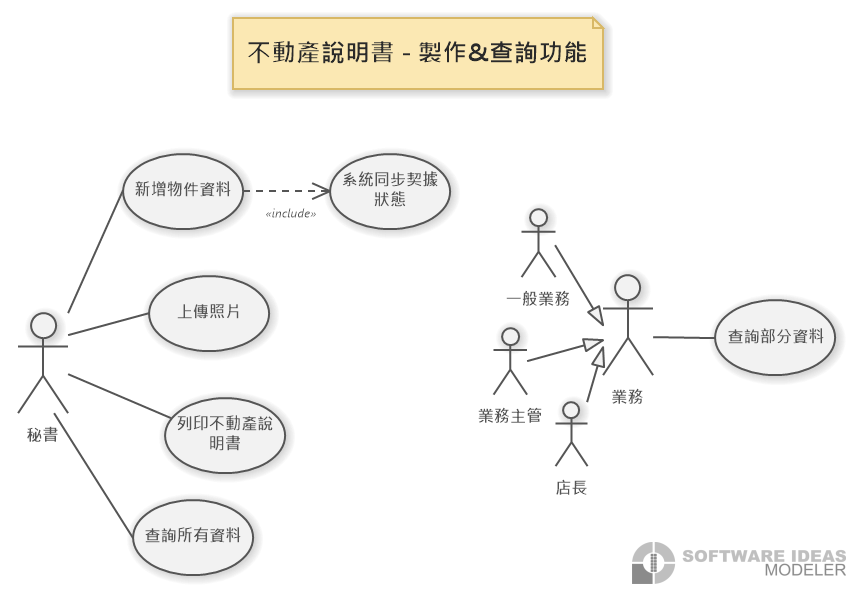 不動產說明書 - 製作&查詢功能
新增物件資料
«include»
系統同步契據
狀態
一般業務
上傳照片
查詢部分資料
業務
業務主管
秘書
列印不動產說
明書
店長
查詢所有資料
SOFTWARE IDEAS
MODELER